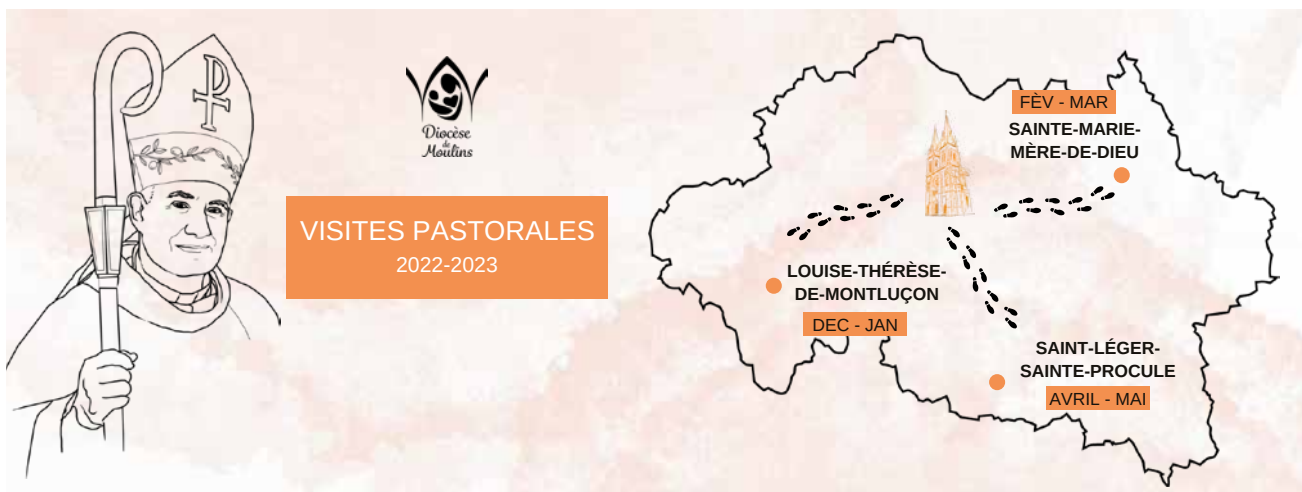 Diocèse
de
Moulins
VISITES PASTORALES
2022-2023
FÈV - MAR
SAINTE-MARIE-
MÈRE-DE-DIEU
LOUISE-THÉRÈSE-
DE-MONTLUÇON
DEC - JAN
SAINT-LÉGER-
SAINTE-PROCULE
AVRIL - MAI